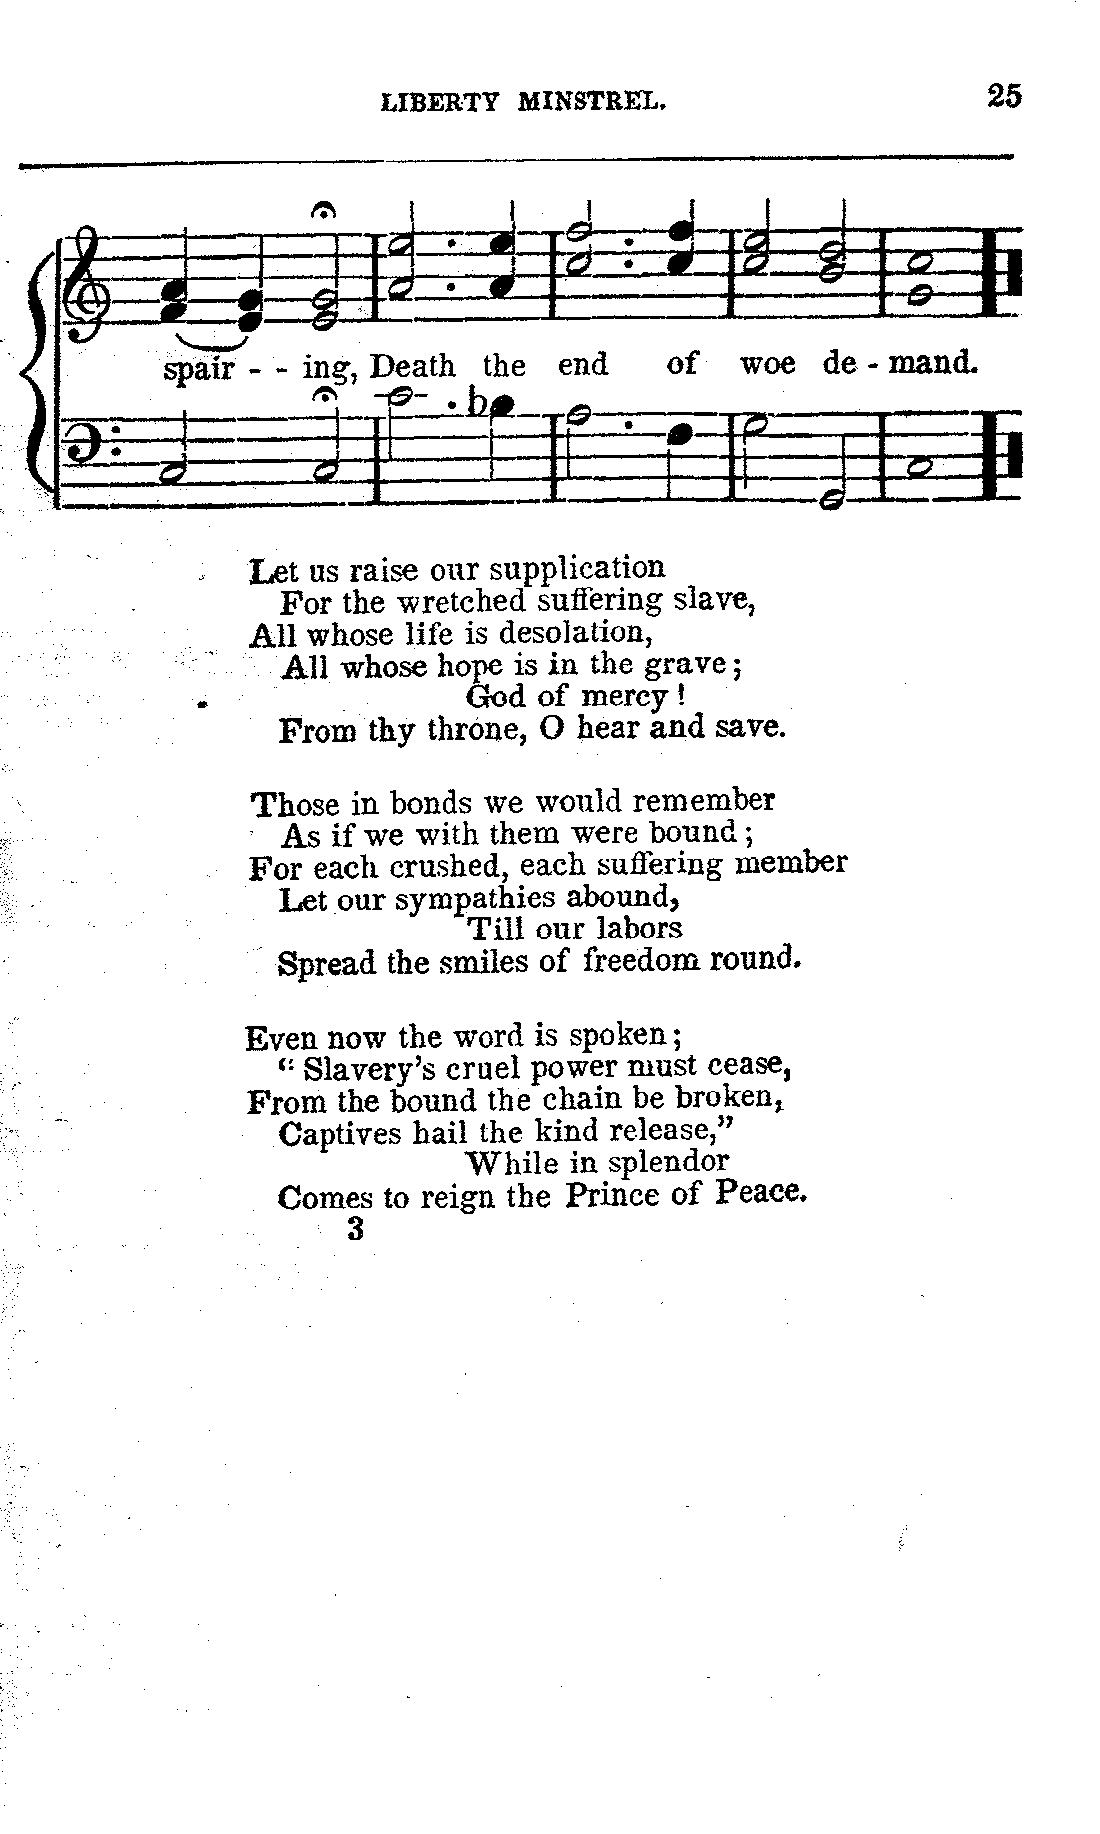 LIBERTY MINSTREL. 25
spair - - ing, Death the end of woe de - mand.
Let us raise our supplication
For the wretched suffering slave,
All whose life is desolation,
All whose hope is in the grave;
God of mercy!
From thy throne, O hear and save.
Those in bonds we would remember
As if we with them were bound;
For each crushed, each suffering member
Let our sympathies abound,
Till our labors
Spread the smiles of freedom round.
Even now the word is spoken;
“Slavery's cruel power must cease,
From the bound the chain be broken,
Captives hail the kind release,”
While in splendor
Comes to reign the Prince of Peace.
3